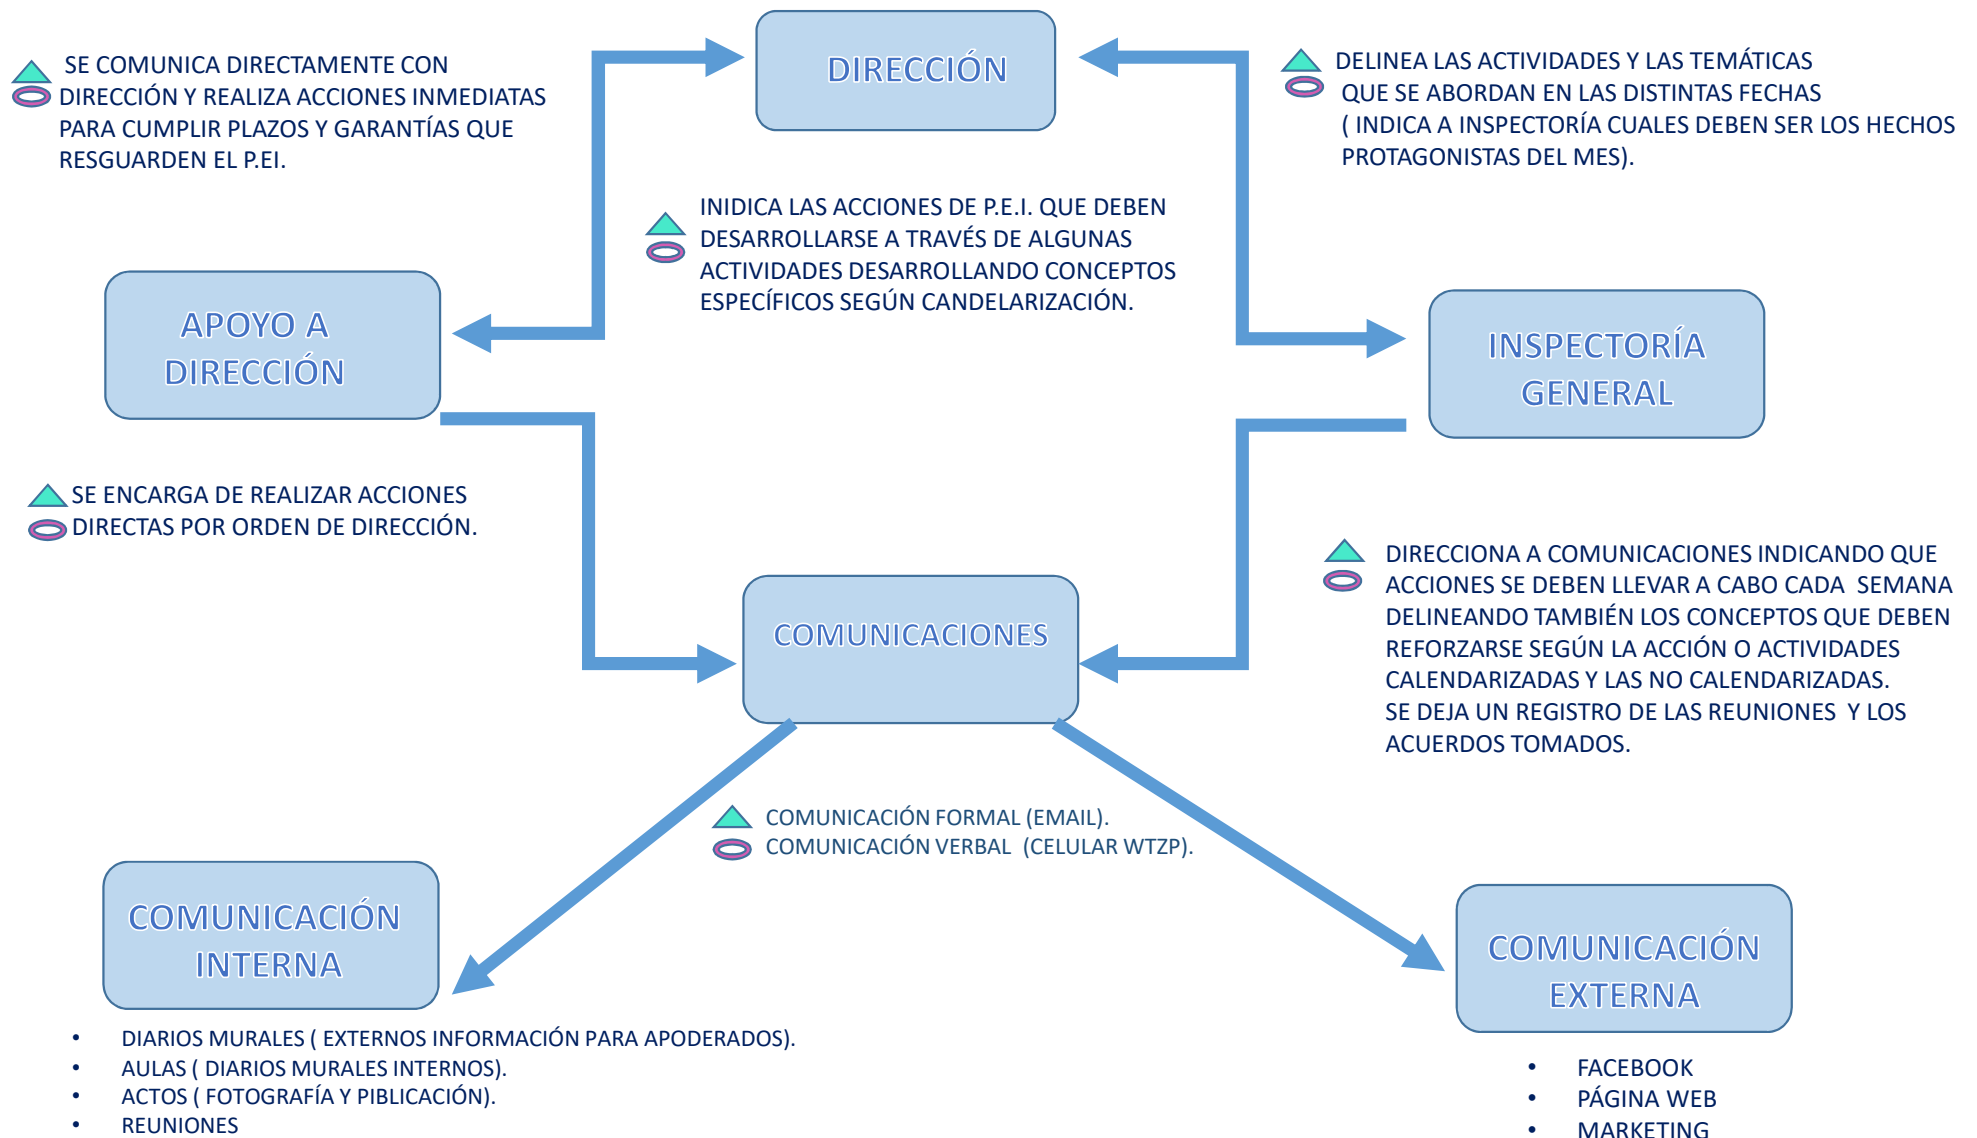 DIRECCIÓN
SE COMUNICA DIRECTAMENTE CON
DIRECCIÓN Y REALIZA ACCIONES INMEDIATAS
PARA CUMPLIR PLAZOS Y GARANTÍAS QUE
RESGUARDEN EL P.EI.
DELINEA LAS ACTIVIDADES Y LAS TEMÁTICAS
QUE SE ABORDAN EN LAS DISTINTAS FECHAS
( INDICA A INSPECTORÍA CUALES DEBEN SER LOS HECHOS
PROTAGONISTAS DEL MES).
INIDICA LAS ACCIONES DE P.E.I. QUE DEBEN
DESARROLLARSE A TRAVÉS DE ALGUNAS
ACTIVIDADES DESARROLLANDO CONCEPTOS
ESPECÍFICOS SEGÚN CANDELARIZACIÓN.
APOYO A
DIRECCIÓN
INSPECTORÍA
GENERAL
SE ENCARGA DE REALIZAR ACCIONES
DIRECTAS POR ORDEN DE DIRECCIÓN.
DIRECCIONA A COMUNICACIONES INDICANDO QUE
ACCIONES SE DEBEN LLEVAR A CABO CADA  SEMANA
DELINEANDO TAMBIÉN LOS CONCEPTOS QUE DEBEN
REFORZARSE SEGÚN LA ACCIÓN O ACTIVIDADES
CALENDARIZADAS Y LAS NO CALENDARIZADAS.
SE DEJA UN REGISTRO DE LAS REUNIONES  Y LOS
ACUERDOS TOMADOS.
COMUNICACIONES
COMUNICACIÓN FORMAL (EMAIL).
COMUNICACIÓN VERBAL  (CELULAR WTZP).
COMUNICACIÓN
INTERNA
COMUNICACIÓN
EXTERNA
• DIARIOS MURALES ( EXTERNOS INFORMACIÓN PARA APODERADOS).
• AULAS ( DIARIOS MURALES INTERNOS).
• ACTOS ( FOTOGRAFÍA Y PIBLICACIÓN).
• REUNIONES
• FACEBOOK
• PÁGINA WEB
• MARKETING